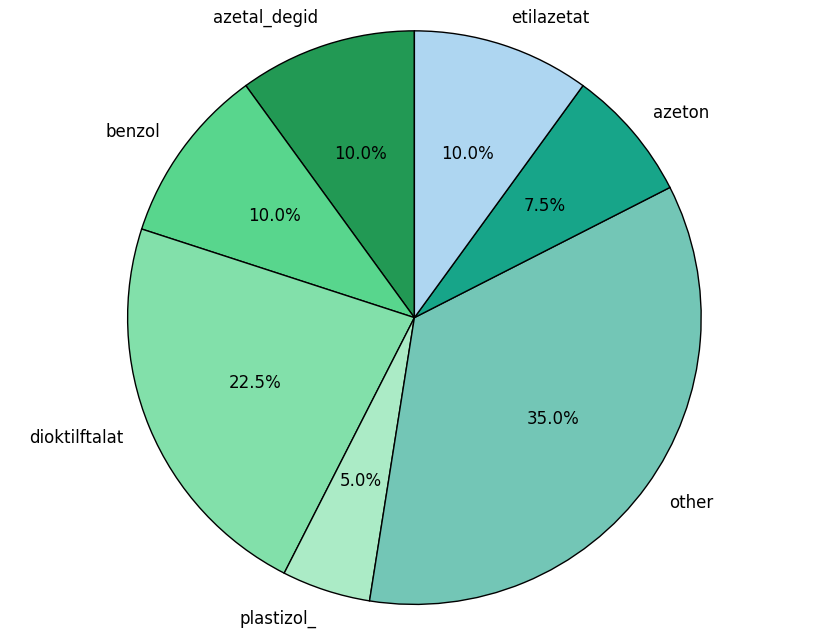 azetal_degid
etilazetat
benzol
azeton
10.0%
10.0%
7.5%
10.0%
22.5%
35.0%
dioktilftalat
5.0%
other
plastizol_